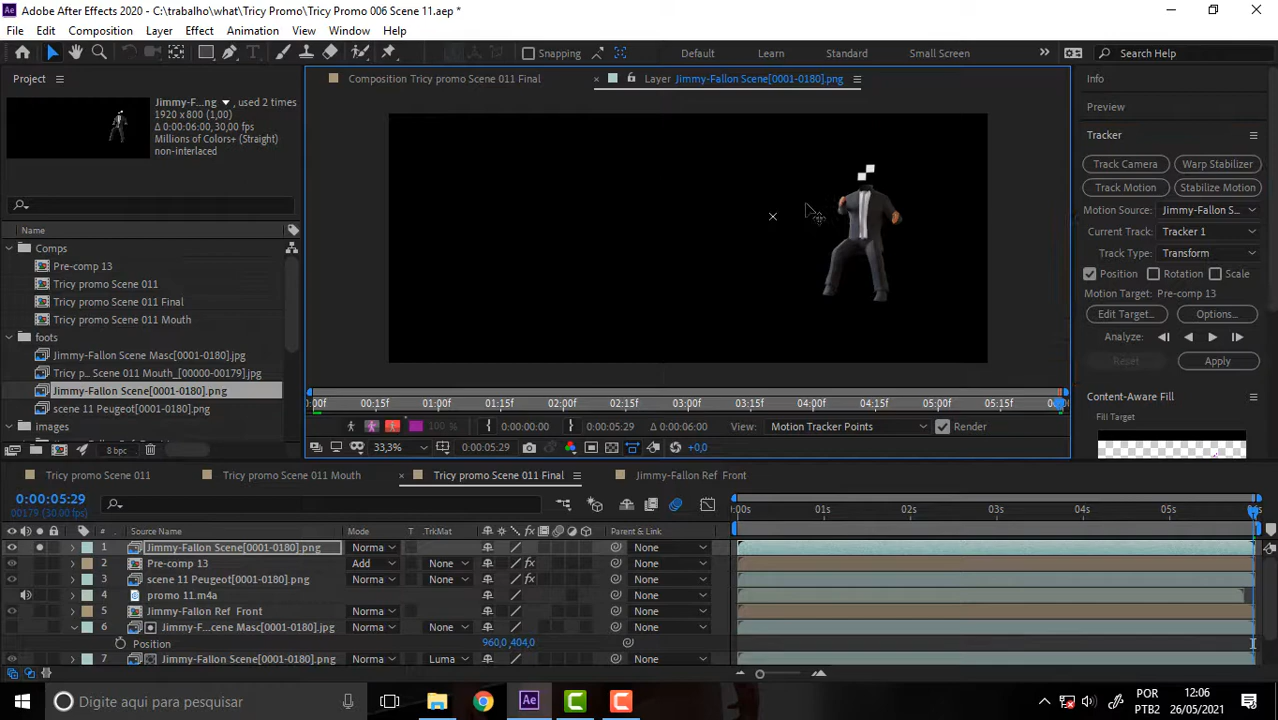 Adobe After Effects 2020 - C:\trabalho\what\Tricy Promo\Tricy Promo 006 Scene 11.aep *
File Edit Composition Layer Effect Animation View Window Help
Snapping Default Learn Standard Small Screen Search Help
Project
Composition Tricy promo Scene 011 Final
Layer Jimmy-Fallon Scene[0001-0180].png
Info
Jimmy-F...ng ▼, used 2 times
1920 x 800 (1,00)
Δ 0:00:06:00, 30,00 fps
Millions of Colors+ (Straight)
non-interlaced
Preview
Tracker
Track Camera Warp Stabilizer
Track Motion Stabilize Motion
Motion Source: Jimmy-Fallon S...
Current Track: Tracker 1
Track Type: Transform
Position Rotation Scale
Motion Target: Pre-comp 13
Edit Target... Options...
Analyze:
Reset Apply
Content-Aware Fill
Fill Target
Name
Comps
Pre-comp 13
Tricy promo Scene 011
Tricy promo Scene 011 Final
Tricy promo Scene 011 Mouth
foots
Jimmy-Fallon Scene Masc[0001-0180].jpg
Tricy p... Scene 011 Mouth_[00000-00179].jpg
Jimmy-Fallon Scene[0001-0180].png
scene 11 Peugeot[0001-0180].png
images
8 bpc
:00f 00:15f 01:00f 01:15f 02:00f 02:15f 03:00f 03:15f 04:00f 04:15f 05:00f 05:15f
100 % 0:00:00:00 0:00:05:29 Δ 0:00:06:00 View: Motion Tracker Points Render
33,3% 0:00:05:29 +0,0
Tricy promo Scene 011 Tricy promo Scene 011 Mouth Tricy promo Scene 011 Final Jimmy-Fallon Ref Front
0:00:05:29
00179 (30.00 fps)
:00s 01s 02s 03s 04s 05s
# Source Name Mode T .TrkMat Parent & Link
1 Jimmy-Fallon Scene[0001-0180].png Norma None
2 Pre-comp 13 Add None None
3 scene 11 Peugeot[0001-0180].png Norma None None
4 promo 11.m4a None
5 Jimmy-Fallon Ref Front Norma None
6 Jimmy-F...cene Masc[0001-0180].jpg Norma None None
Position 960,0,404,0
7 Jimmy-Fallon Scene[0001-0180].png Norma Luma None
Digite aqui para pesquisar
Ae
POR
PTB2
12:06
26/05/2021